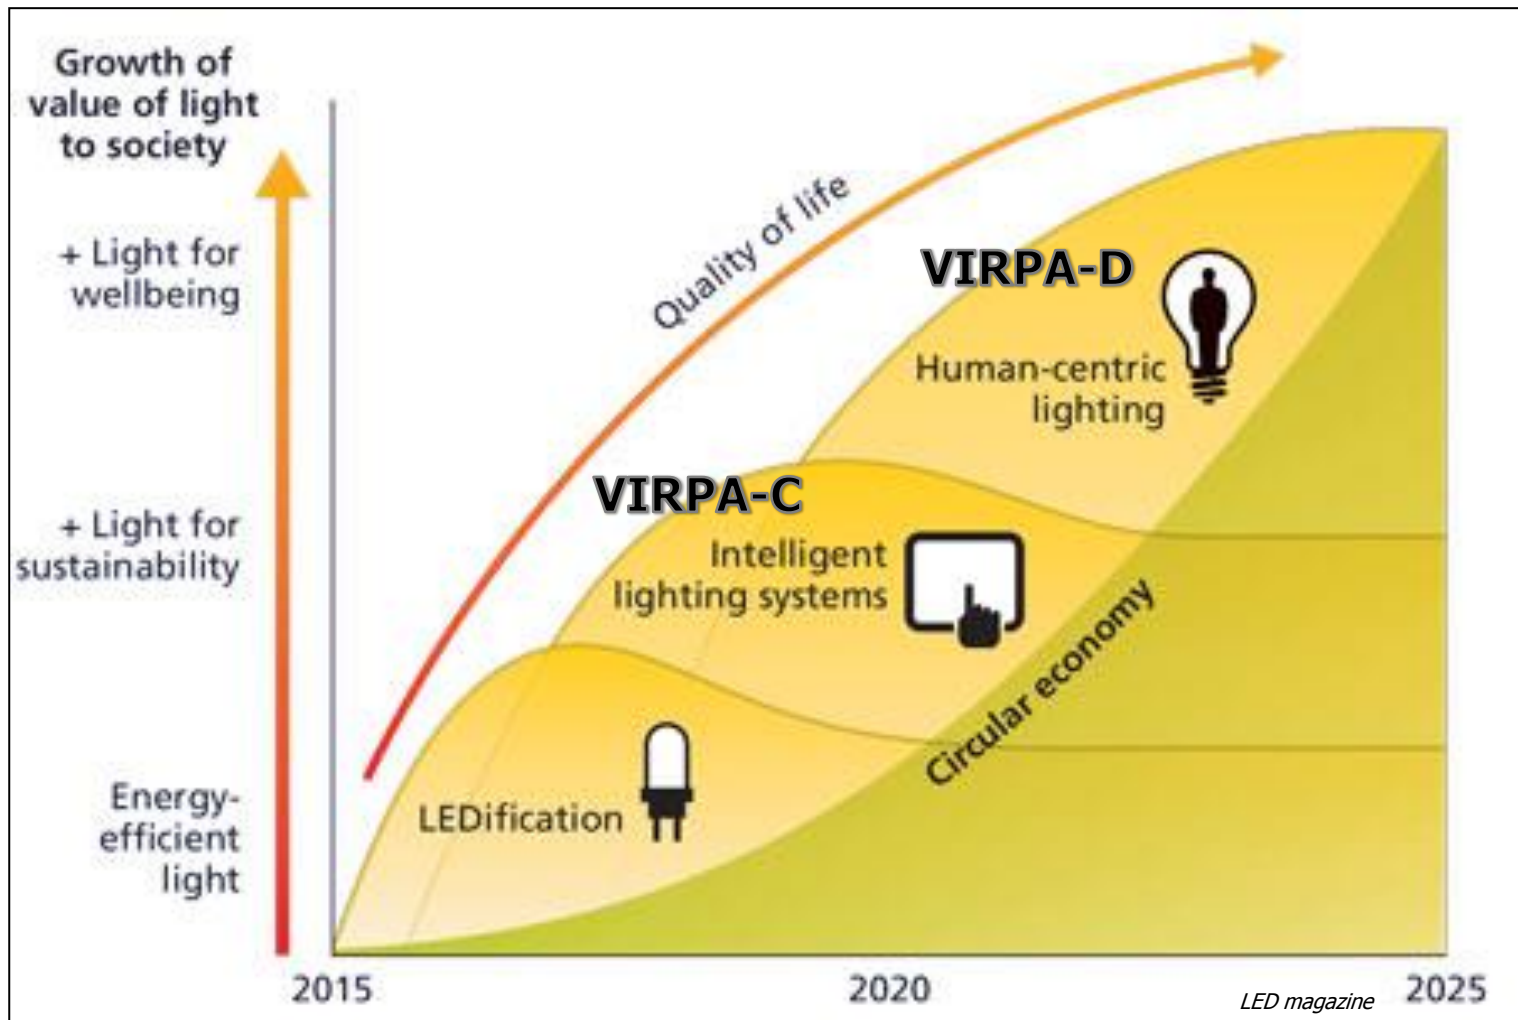 Growth of
value of light
to society
+ Light for
wellbeing
+ Light for
sustainability
Energy-
efficient
light
Quality of life
VIRPA-D
Human-centric
lighting
VIRPA-C
Intelligent
lighting systems
LEDification
Circular economy
2015
2020
LED magazine
2025